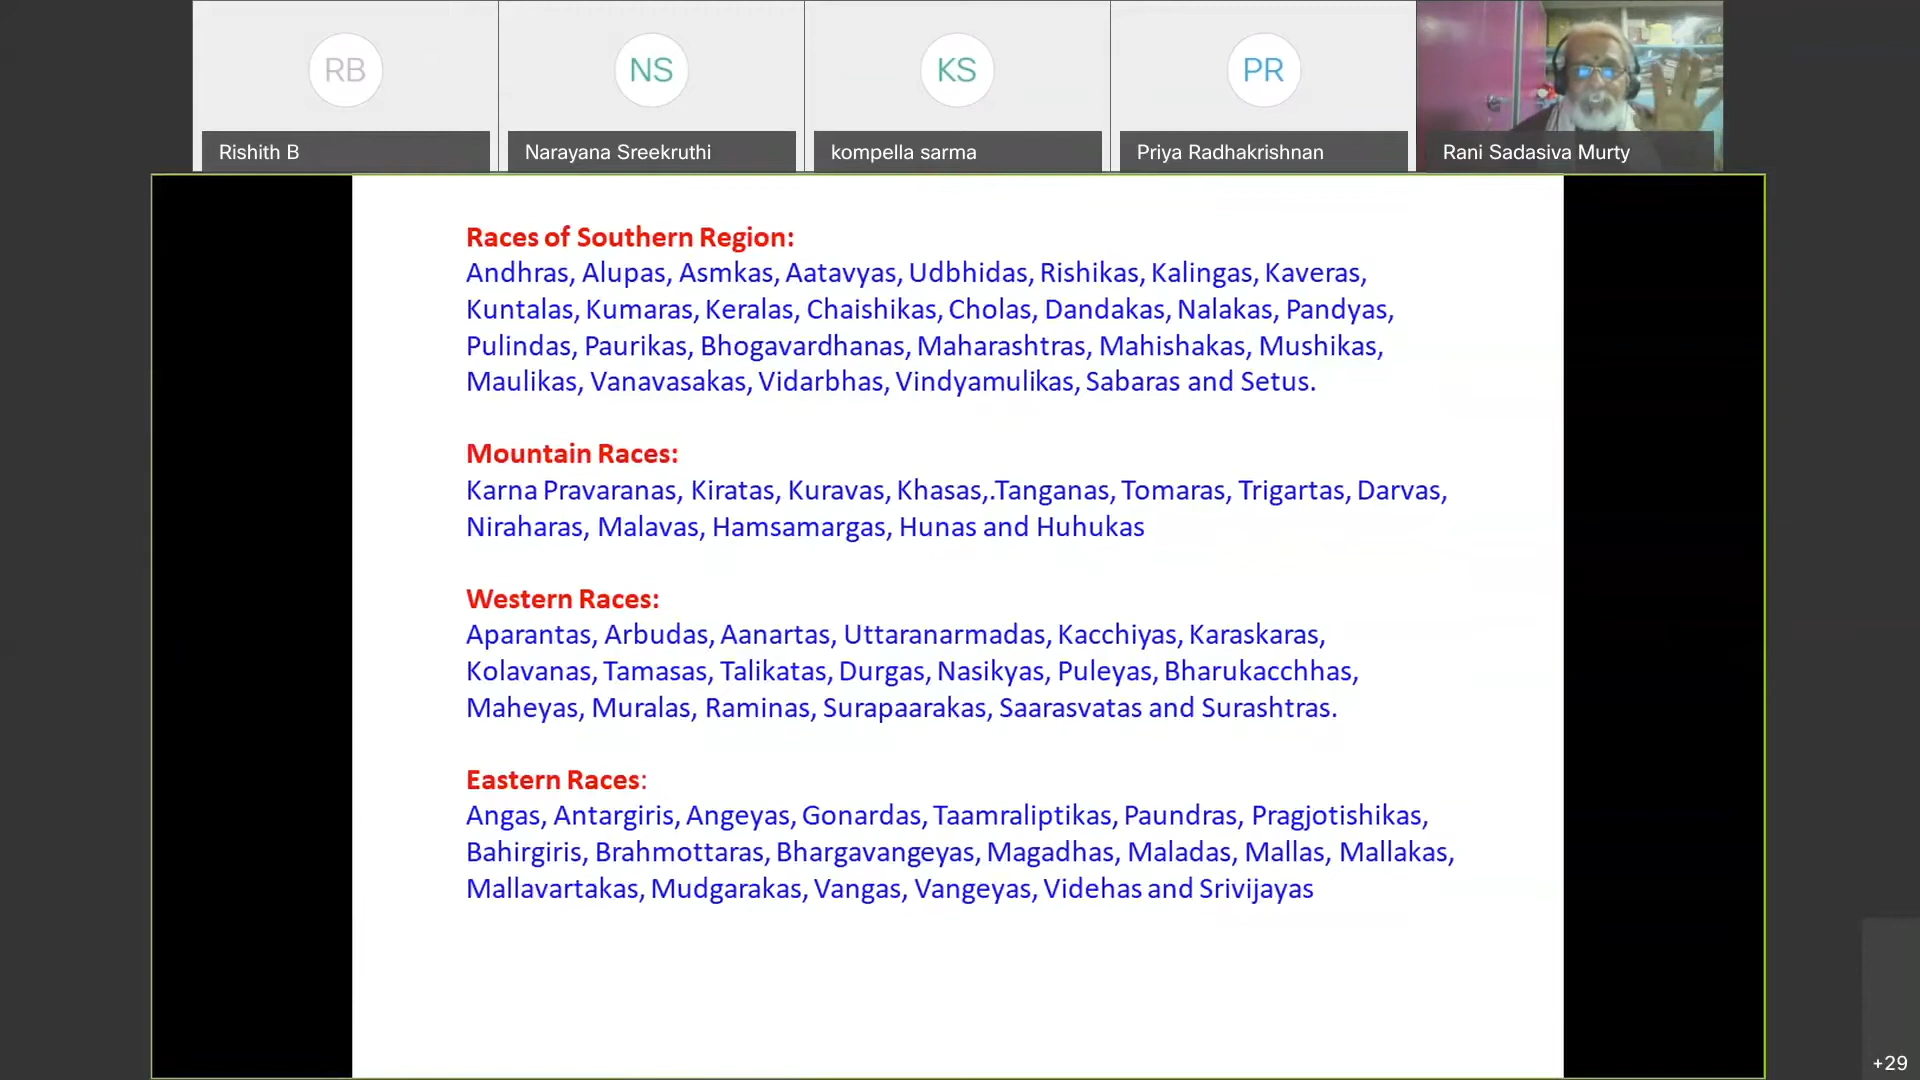 RB
NS
KS
PR
Rishith B
Narayana Sreekruthi
kompella sarma
Priya Radhakrishnan
Rani Sadasiva Murty
Races of Southern Region:
Andhras, Alupas, Asmkas, Aatavyas, Udbhidas, Rishikas, Kalingas, Kaveras,
Kuntalas, Kumaras, Keralas, Chaishikas, Cholas, Dandakas, Nalakas, Pandyas,
Pulindas, Paurikas, Bhogavardhanas, Maharashtras, Mahishakas, Mushikas,
Maulikas, Vanavasakas, Vidarbhas, Vindyamulikas, Sabaras and Setus.
Mountain Races:
Karna Pravaranas, Kiratas, Kuravas, Khasas,.Tanganas, Tomaras, Trigartas, Darvas,
Niraharas, Malavas, Hamsamargas, Hunas and Huhukas
Western Races:
Aparantas, Arbudas, Aanartas, Uttaranarmadas, Kacchiyas, Karaskaras,
Kolavanas, Tamasas, Talikatas, Durgas, Nasikyas, Puleyas, Bharukacchhas,
Maheyas, Muralas, Raminas, Surapaarakas, Saarasvatas and Surashtras.
Eastern Races:
Angas, Antargiris, Angeyas, Gonardas, Taamraliptikas, Paundras, Pragjotishikas,
Bahirgiris, Brahmottaras, Bhargavangeyas, Magadhas, Maladas, Mallas, Mallakas,
Mallavartakas, Mudgarakas, Vangas, Vangeyas, Videhas and Srivijayas
+29